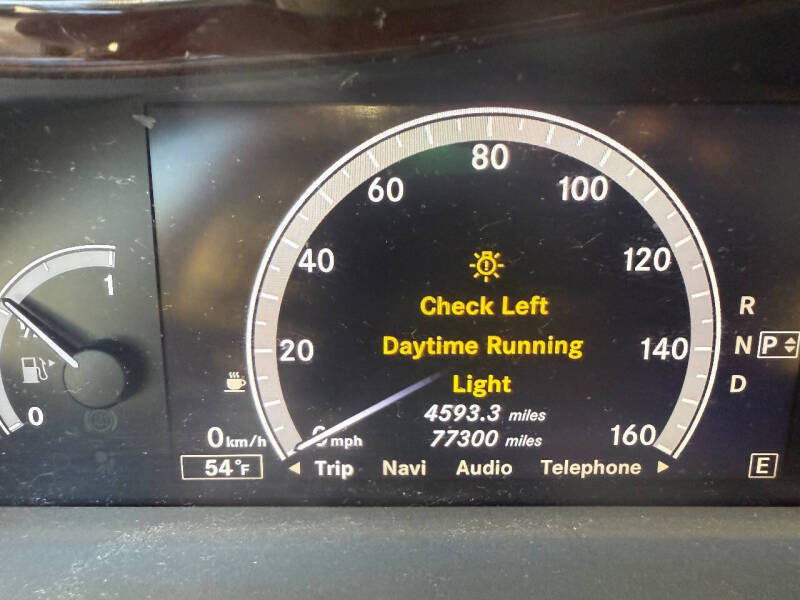 80
60
100
40
120
1
Check Left
R
Daytime Running
20
140
N
P
Light
D
0
4593.3 miles
0 km/h
0 mph
77300 miles
160
54°F
Trip
Navi
Audio
Telephone
E